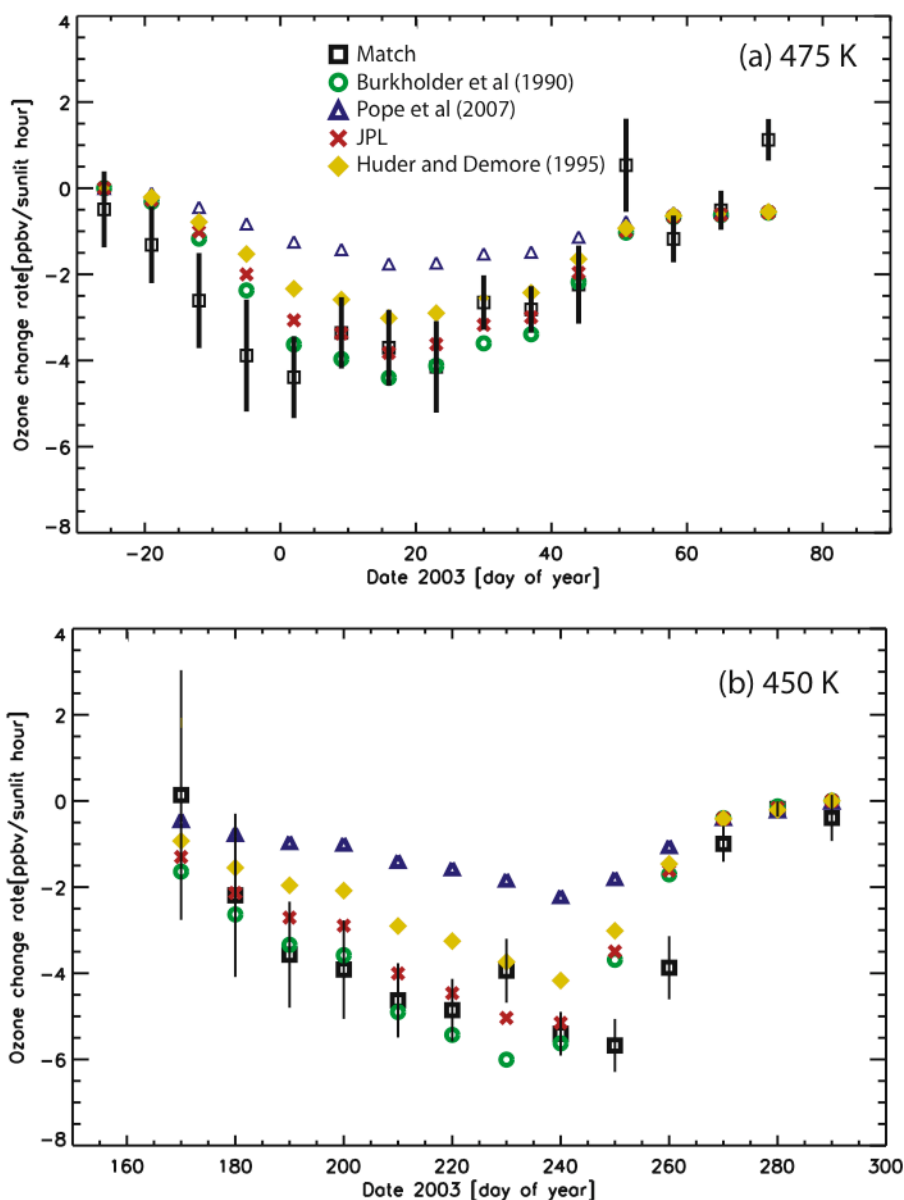 4
2
0
−2
−4
−6
−8
Ozone change rate[ppbv/sunlit hour]
(a) 475 K
Match
Burkholder et al (1990)
Pope et al (2007)
JPL
Huder and Demore (1995)
−20 0 20 40 60 80
Date 2003 [day of year]
4
2
0
−2
−4
−6
−8
Ozone change rate[ppbv/sunlit hour]
(b) 450 K
160 180 200 220 240 260 280 300
Date 2003 [day of year]